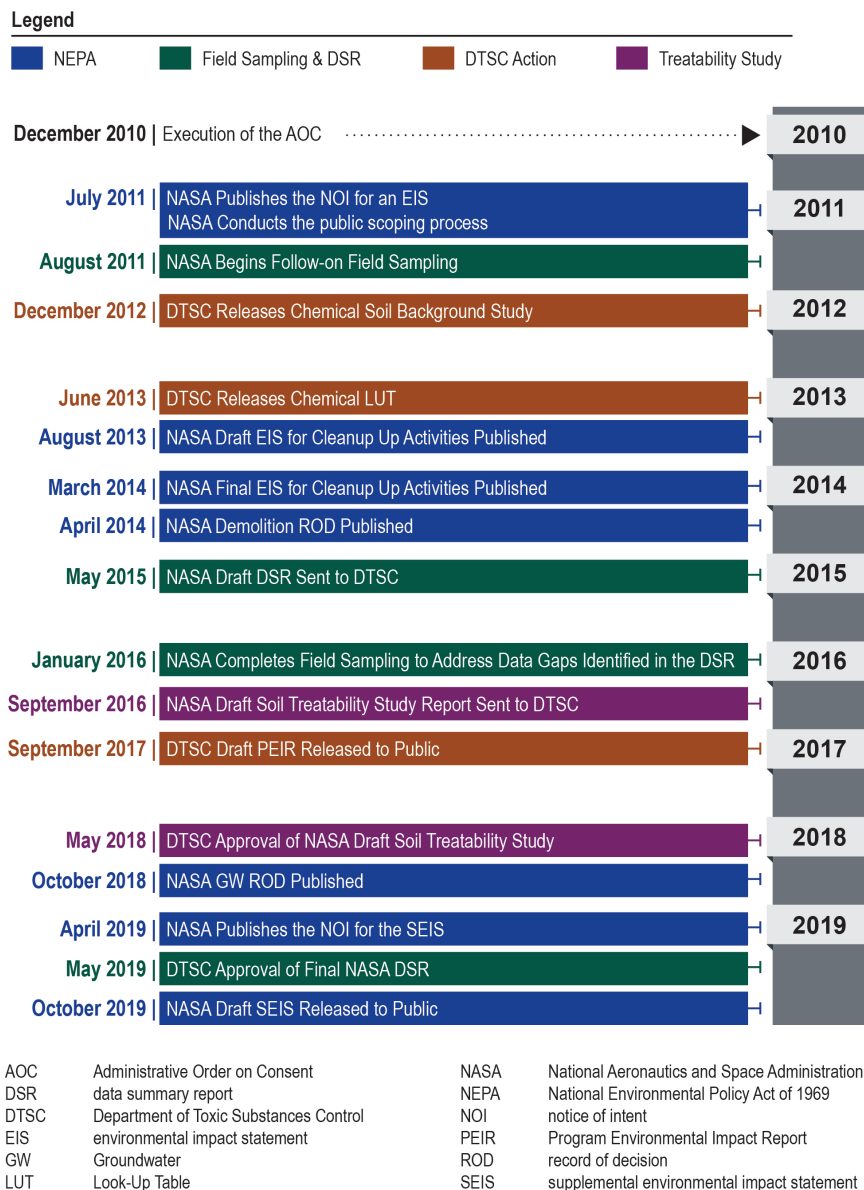 Legend
NEPA Field Sampling & DSR DTSC Action Treatability Study
December 2010 | Execution of the AOC 2010
July 2011 | NASA Publishes the NOI for an EIS 2011
NASA Conducts the public scoping process
August 2011 | NASA Begins Follow-on Field Sampling
December 2012 | DTSC Releases Chemical Soil Background Study 2012
June 2013 | DTSC Releases Chemical LUT 2013
August 2013 | NASA Draft EIS for Cleanup Up Activities Published
March 2014 | NASA Final EIS for Cleanup Up Activities Published 2014
April 2014 | NASA Demolition ROD Published
May 2015 | NASA Draft DSR Sent to DTSC 2015
January 2016 | NASA Completes Field Sampling to Address Data Gaps Identified in the DSR 2016
September 2016 | NASA Draft Soil Treatability Study Report Sent to DTSC
September 2017 | DTSC Draft PEIR Released to Public 2017
May 2018 | DTSC Approval of NASA Draft Soil Treatability Study 2018
October 2018 | NASA GW ROD Published
April 2019 | NASA Publishes the NOI for the SEIS 2019
May 2019 | DTSC Approval of Final NASA DSR
October 2019 | NASA Draft SEIS Released to Public
AOC Administrative Order on Consent
DSR data summary report
DTSC Department of Toxic Substances Control
EIS environmental impact statement
GW Groundwater
LUT Look-Up Table
NASA National Aeronautics and Space Administration
NEPA National Environmental Policy Act of 1969
NOI notice of intent
PEIR Program Environmental Impact Report
ROD record of decision
SEIS supplemental environmental impact statement